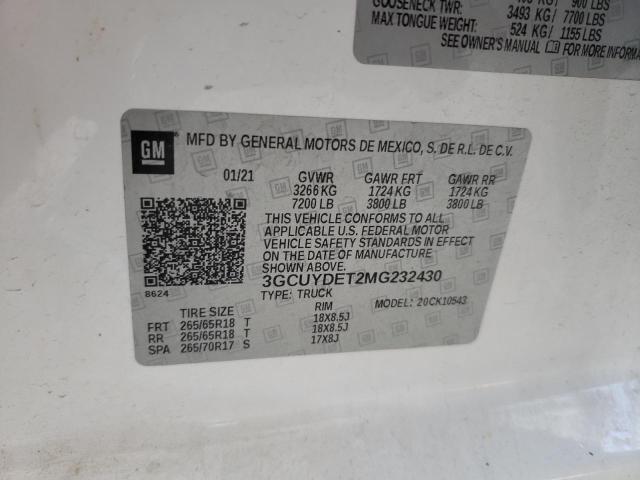 900 LBS
GOOSENECK TWR: 3493 KG/ 7700 LBS
MAX TONGUE WEIGHT: 524 KG/ 1155 LBS
SEE OWNER'S MANUAL FOR MORE INFORMA
GM MFD BY GENERAL MOTORS DE MEXICO, S. DE R.L. DE C.V.
01/21 GVWR GAWR FRT GAWR RR
3266 KG 1724 KG 1724 KG
7200 LB 3800 LB 3800 LB
THIS VEHICLE CONFORMS TO ALL
APPLICABLE U.S. FEDERAL MOTOR
VEHICLE SAFETY STANDARDS IN EFFECT
ON THE DATE OF MANUFACTURE
SHOWN ABOVE.
8624 3GCUYDET2MG232430
TYPE: TRUCK MODEL: 20CK10543
TIRE SIZE RIM
FRT 265/65R18 T 18X8.5J
RR 265/65R18 T 18X8.5J
SPA 265/70R17 S 17X8J